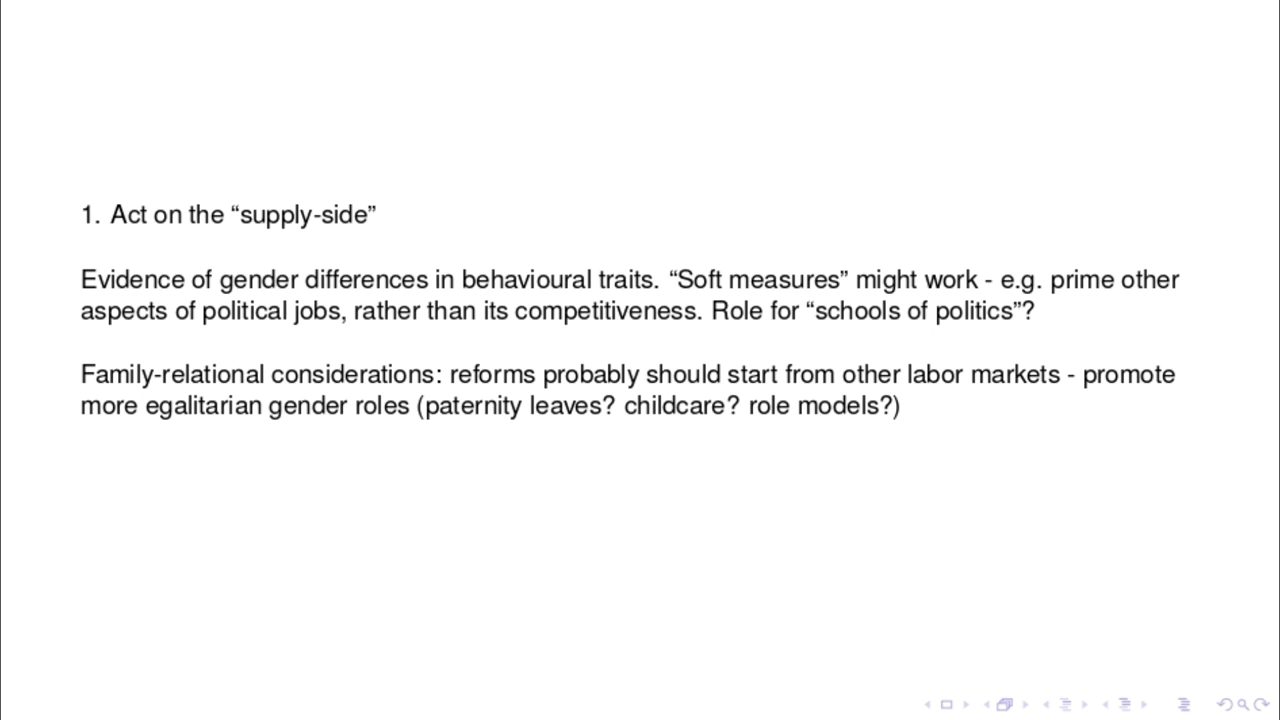 1. Act on the “supply-side”
Evidence of gender differences in behavioural traits. “Soft measures” might work - e.g. prime other
aspects of political jobs, rather than its competitiveness. Role for “schools of politics”?
Family-relational considerations: reforms probably should start from other labor markets - promote
more egalitarian gender roles (paternity leaves? childcare? role models?)